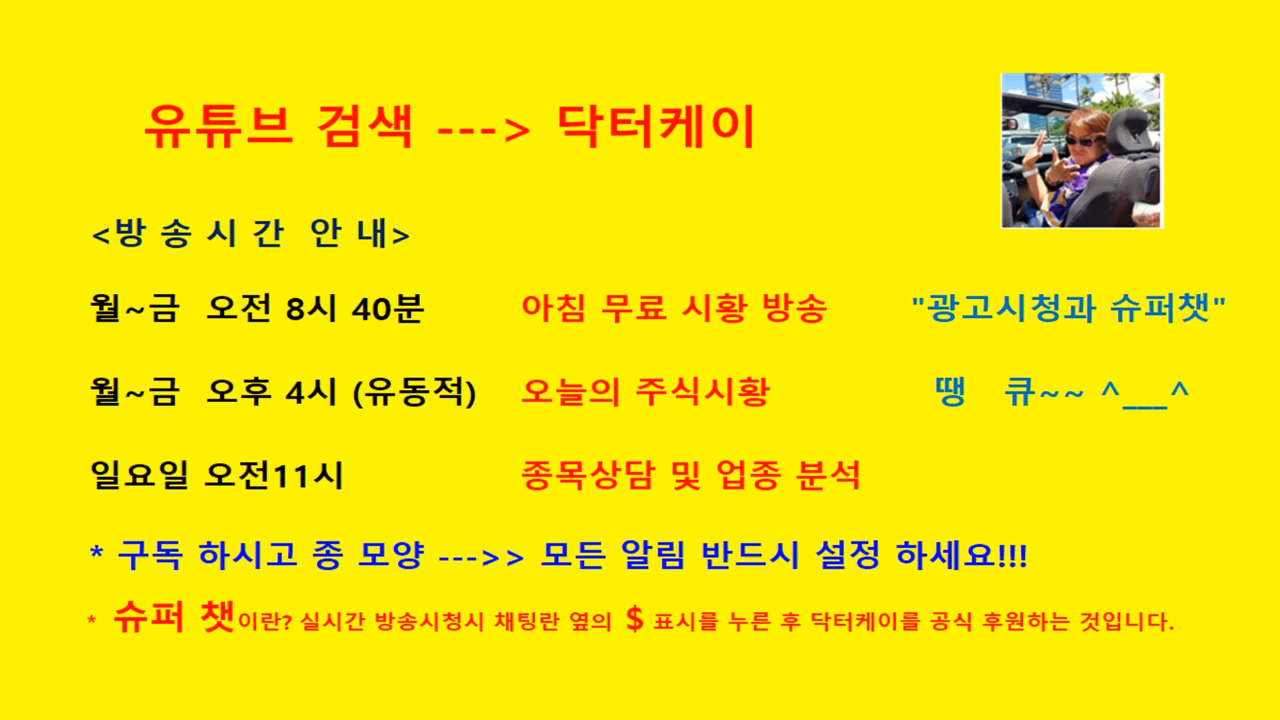 유튜브 검색 ---> 닥터케이
<방 송 시 간 안 내>
월~금 오전 8시 40분 아침 무료 시황 방송 "광고시청과 슈퍼챗"
월~금 오후 4시 (유동적) 오늘의 주식시황 땡 큐~~ ^___^
일요일 오전11시 종목상담 및 업종 분석
* 구독 하시고 종 모양 --->> 모든 알림 반드시 설정 하세요!!!
* 슈퍼 챗이란? 실시간 방송시청시 채팅란 옆의 $ 표시를 누른 후 닥터케이를 공식 후원하는 것입니다.